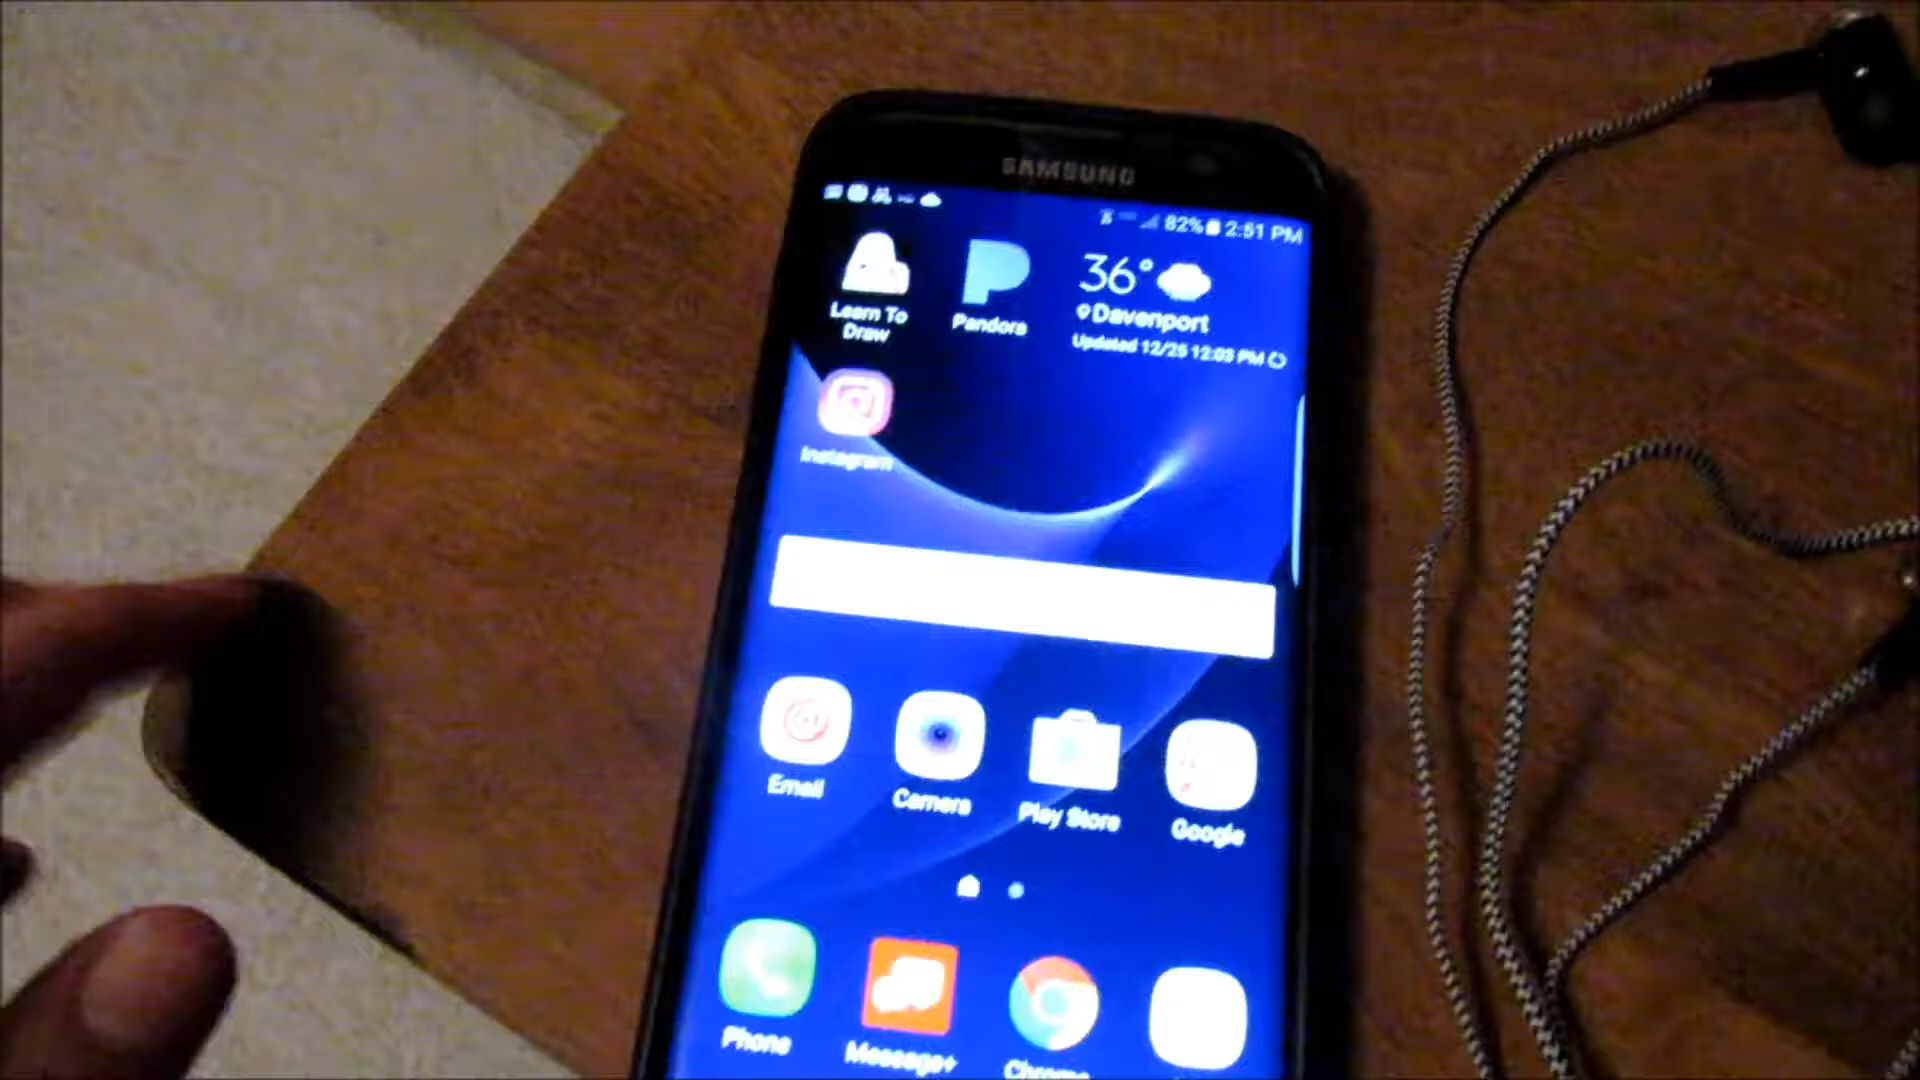 SAMSUNG
82% 2:51 PM
36°
Davenport
Updated 12/25 12:03 PM
Learn To
Draw
Pandora
Instagram
Email
Camera
Play Store
Google
Phone
Message+
Chrome